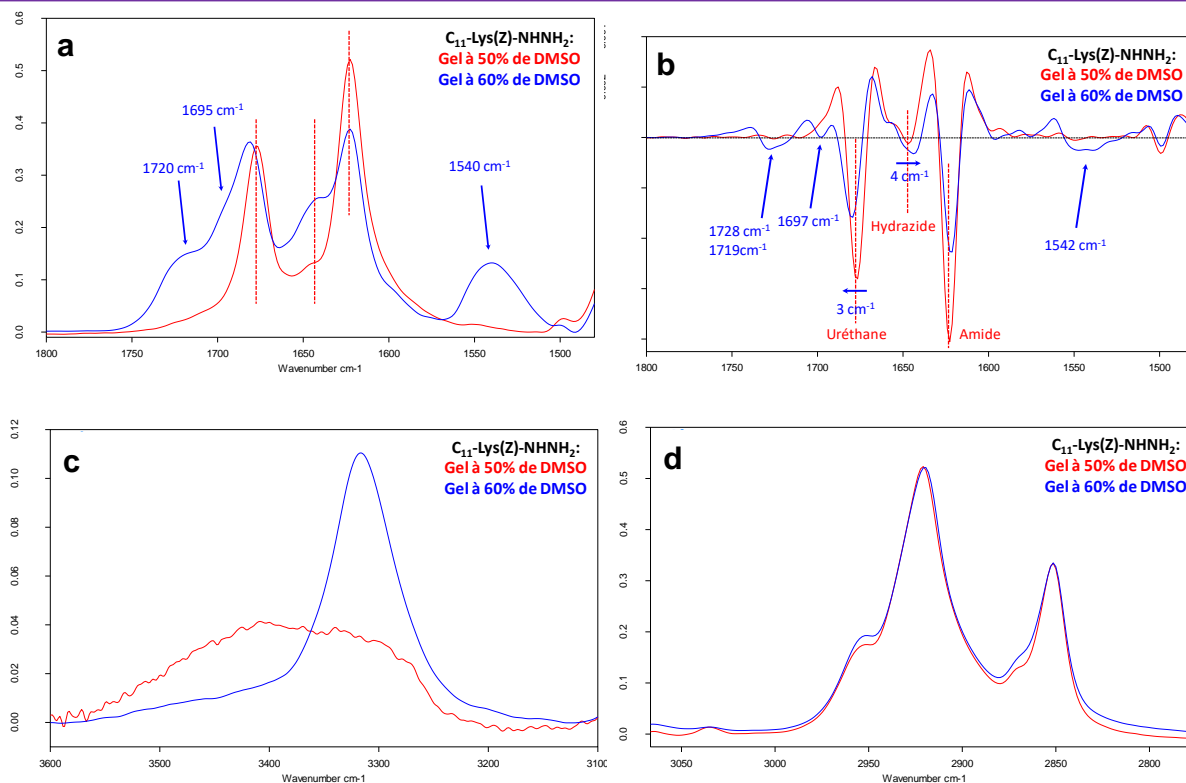 a
C₁₁-Lys(Z)-NHNH₂:
Gel à 50% de DMSO
Gel à 60% de DMSO
1695 cm⁻¹
1720 cm⁻¹
1540 cm⁻¹
0.6
0.5
0.4
0.3
0.2
0.1
0.0
1800 1750 1700 1650 1600 1550 1500
Wavenumber cm-1
b
C₁₁-Lys(Z)-NHNH₂:
Gel à 50% de DMSO
Gel à 60% de DMSO
4 cm⁻¹
1697 cm⁻¹
Hydrazide
1728 cm⁻¹
1719cm⁻¹
1542 cm⁻¹
3 cm⁻¹
Uréthane
Amide
1800 1750 1700 1650 1600 1550 1500
c
C₁₁-Lys(Z)-NHNH₂:
Gel à 50% de DMSO
Gel à 60% de DMSO
0.12
0.10
0.08
0.06
0.04
0.02
0.00
3600 3500 3400 3300 3200 3100
Wavenumber cm-1
d
C₁₁-Lys(Z)-NHNH₂:
Gel à 50% de DMSO
Gel à 60% de DMSO
0.6
0.5
0.4
0.3
0.2
0.1
0.0
3050 3000 2950 2900 2850 2800
Wavenumber cm-1